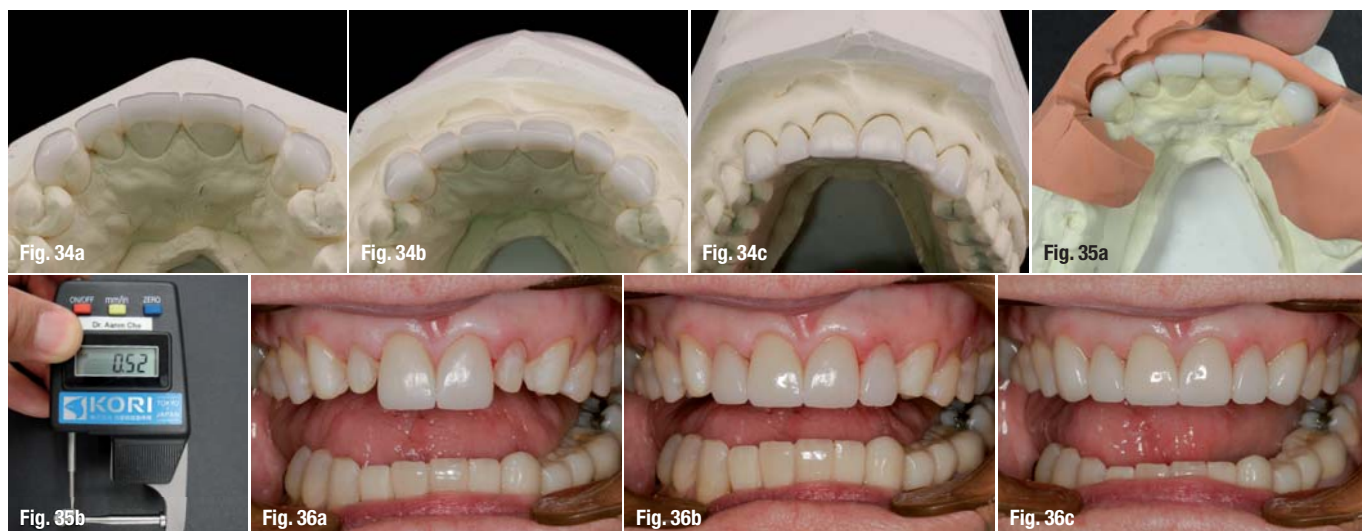 Fig. 34a
Fig. 34b
Fig. 34c
Fig. 35a
ON/OFF mm/in ZERO
Dr. Aaron Cho
0.52
KORI
TOKYO
JAPAN
Fig. 35b
Fig. 36a
Fig. 36b
Fig. 36c